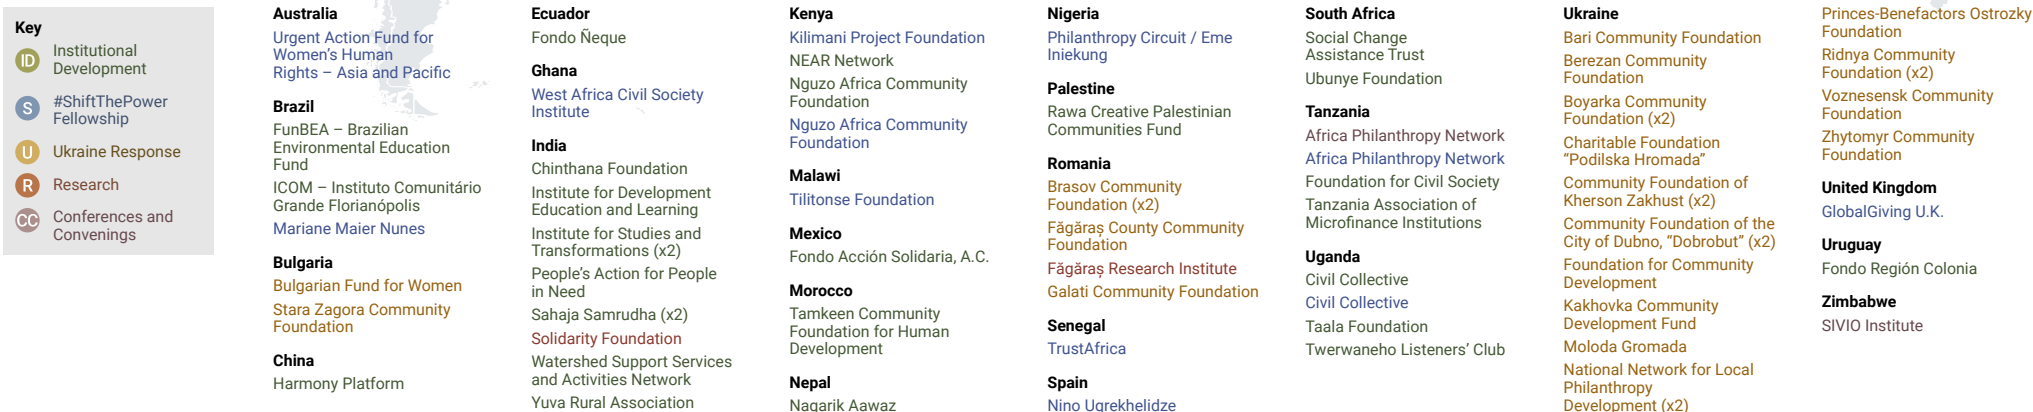 Key
ID
Institutional
Development
S
#ShiftThePower
Fellowship
U
Ukraine Response
R
Research
CC
Conferences and
Convenings
Australia
Urgent Action Fund for
Women's Human
Rights – Asia and Pacific
Brazil
FunBEA – Brazilian
Environmental Education
Fund
ICOM – Instituto Comunitário
Grande Florianópolis
Mariane Maier Nunes
Bulgaria
Bulgarian Fund for Women
Stara Zagora Community
Foundation
China
Harmony Platform
Ecuador
Fondo Ñeque
Ghana
West Africa Civil Society
Institute
India
Chinthana Foundation
Institute for Development
Education and Learning
Institute for Studies and
Transformations (x2)
People's Action for People
in Need
Sahaja Samrudha (x2)
Solidarity Foundation
Watershed Support Services
and Activities Network
Yuva Rural Association
Kenya
Kilimani Project Foundation
NEAR Network
Nguzo Africa Community
Foundation
Nguzo Africa Community
Foundation
Malawi
Tilitonse Foundation
Mexico
Fondo Acción Solidaria, A.C.
Morocco
Tamkeen Community
Foundation for Human
Development
Nepal
Nagarik Aawaz
Nigeria
Philanthropy Circuit / Eme
Iniekung
Palestine
Rawa Creative Palestinian
Communities Fund
Romania
Brasov Community
Foundation (x2)
Făgăraș County Community
Foundation
Făgăraș Research Institute
Galati Community Foundation
Senegal
TrustAfrica
Spain
Nino Ugrekhelidze
South Africa
Social Change
Assistance Trust
Ubunye Foundation
Tanzania
Africa Philanthropy Network
Africa Philanthropy Network
Foundation for Civil Society
Tanzania Association of
Microfinance Institutions
Uganda
Civil Collective
Civil Collective
Taala Foundation
Twerwaneho Listeners' Club
Ukraine
Bari Community Foundation
Berezan Community
Foundation
Boyarka Community
Foundation (x2)
Charitable Foundation
"Podilska Hromada"
Community Foundation of
Kherson Zakhust (x2)
Community Foundation of the
City of Dubno, "Dobrobut" (x2)
Foundation for Community
Development
Kakhovka Community
Development Fund
Moloda Gromada
National Network for Local
Philanthropy
Development (x2)
Princes-Benefactors Ostrozky
Foundation
Ridnya Community
Foundation (x2)
Voznesensk Community
Foundation
Zhytomyr Community
Foundation
United Kingdom
GlobalGiving U.K.
Uruguay
Fondo Región Colonia
Zimbabwe
SIVIO Institute